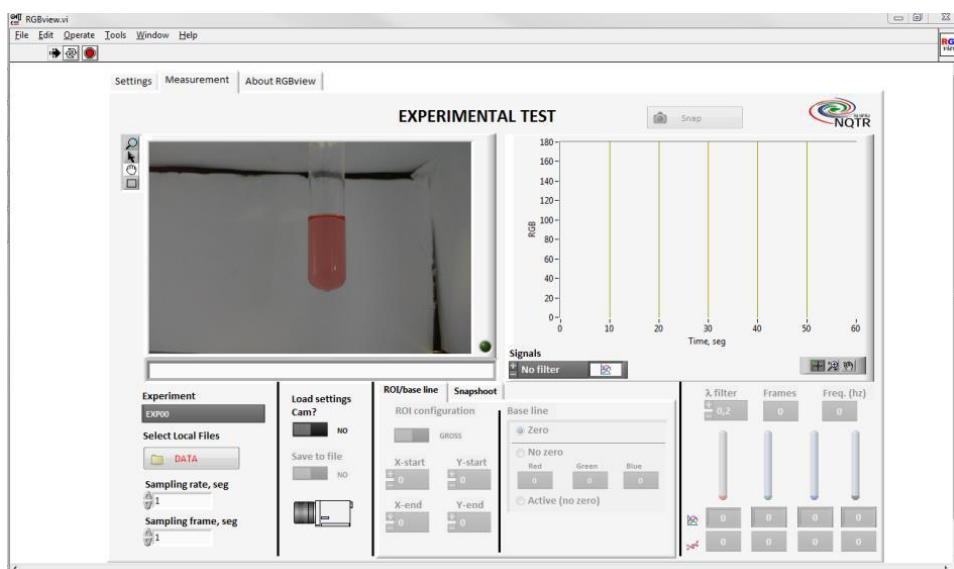 RGBview.vi
File Edit Operate Tools Window Help
Settings Measurement About RGBview
EXPERIMENTAL TEST
Snap
NQTR
180
160
140
120
100
80
60
40
20
0
RGB
0 10 20 30 40 50 60
Time, seg
Signals
No filter
Experiment
EXP00
Select Local Files
DATA
Sampling rate, seg
1
Sampling frame, seg
1
Load settings
Cam?
NO
Save to file
NO
ROI/base line Snapshoot
ROI configuration
GROSS
X-start Y-start
0 0
X-end Y-end
0 0
Base line
Zero
No zero
Red Green Blue
0 0 0
Active (no zero)
λ filter Frames Freq. (hz)
0,2 0 0
0 0 0 0
0 0 0 0